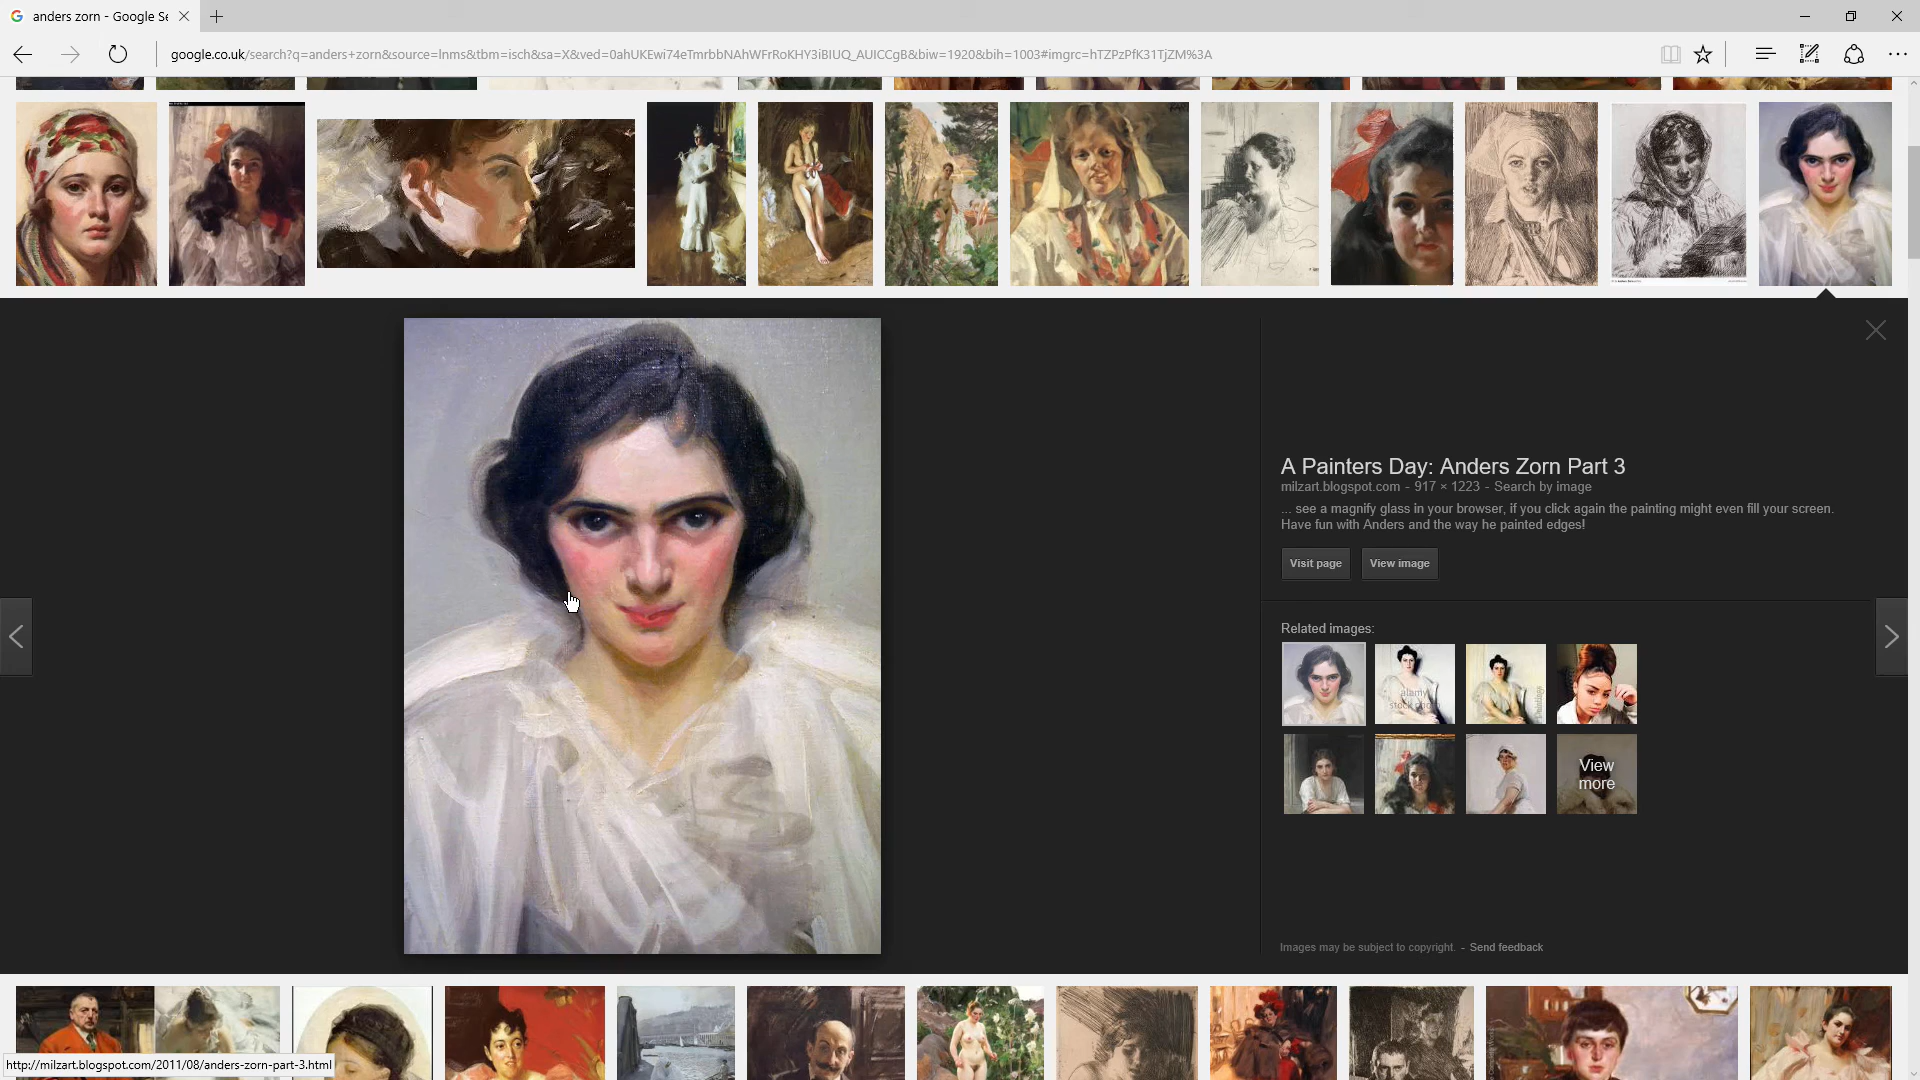 anders zorn - Google Se
google.co.uk/search?q=anders+zorn&source=lnms&tbm=isch&sa=X&ved=0ahUKEwi74eTmrbbNAhWFrRoKHY3iBIUQ_AUICCgB&biw=1920&bih=1003#imgrc=hTZPzPfK31TjZM%3A
A Painters Day: Anders Zorn Part 3
milzart.blogspot.com - 917 × 1223 - Search by image
... see a magnify glass in your browser, if you click again the painting might even fill your screen.
Have fun with Anders and the way he painted edges!
Visit page
View image
Related images:
alamy
stock photo
View
more
Images may be subject to copyright. - Send feedback
http://milzart.blogspot.com/2011/08/anders-zorn-part-3.html